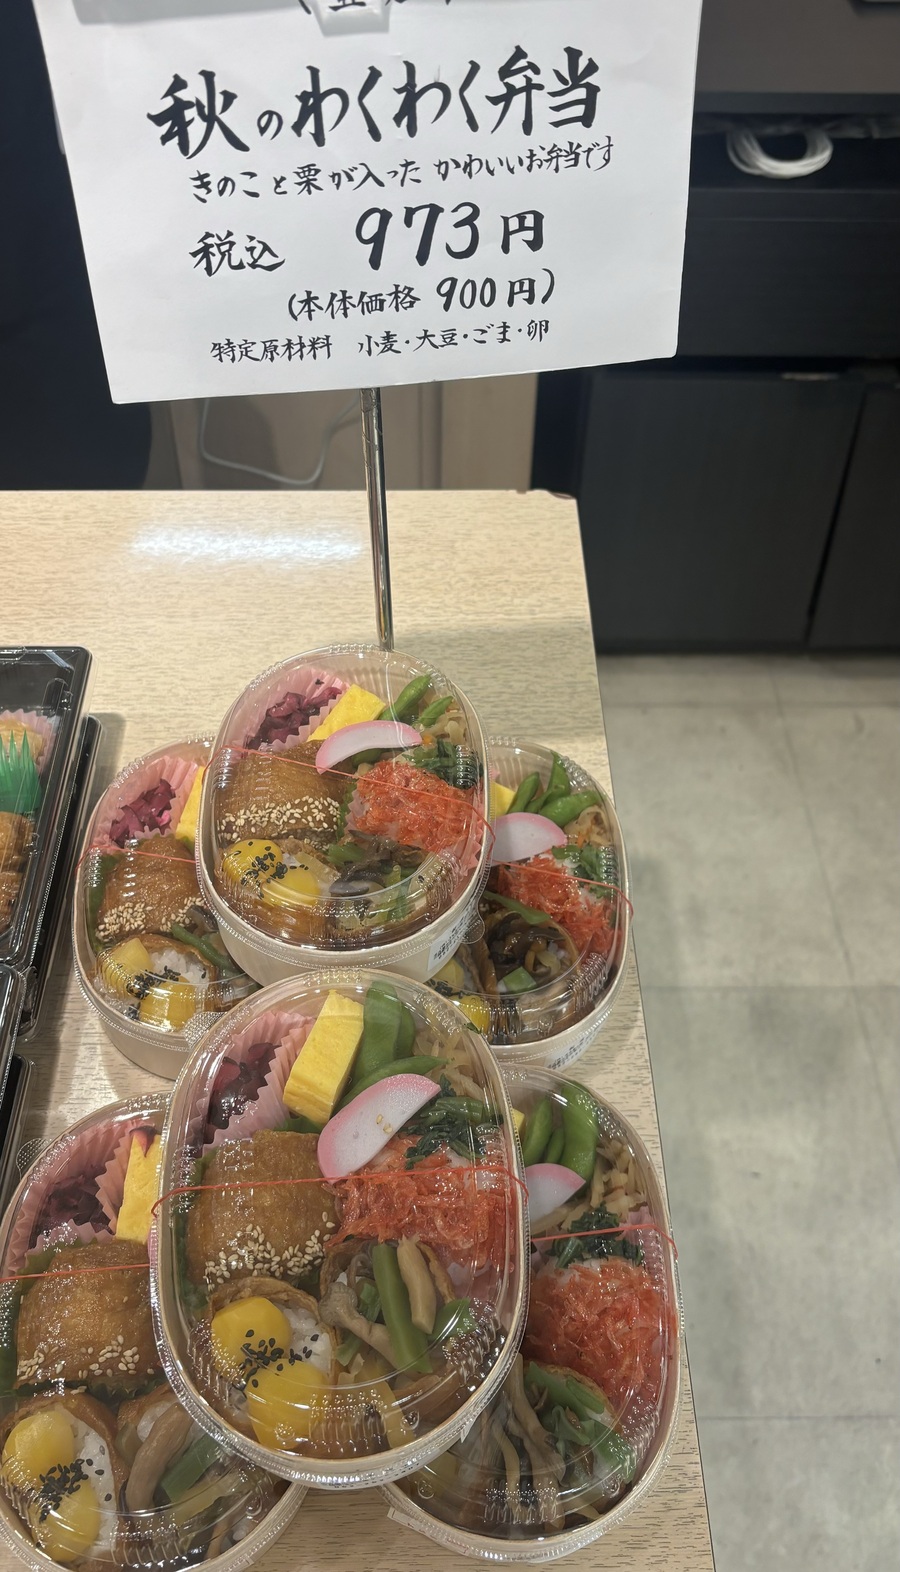 秋のわくわく弁当
きのこと栗が入った かわいいお弁当です
税込 973円
(本体価格 900円)
特定原材料 小麦・大豆・ごま・卵